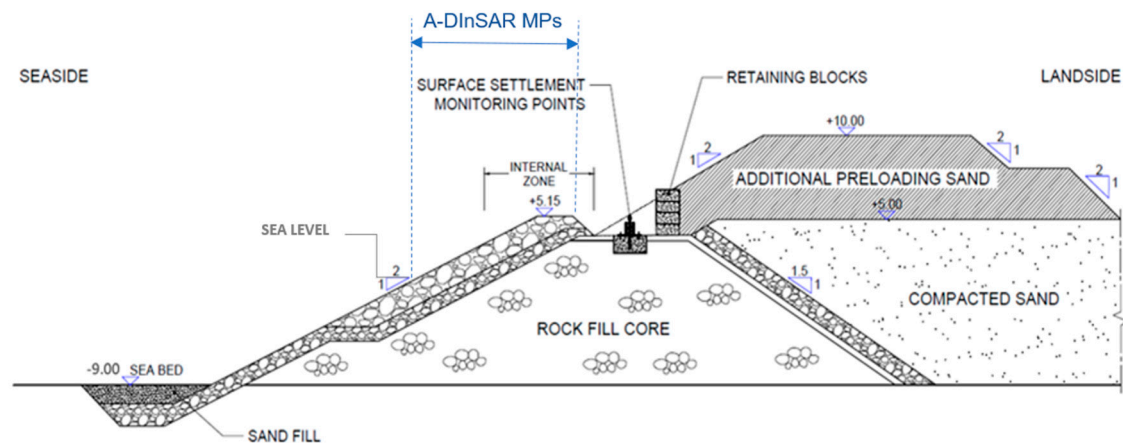 A-DInSAR MPs
SEASIDE
SURFACE SETTLEMENT
MONITORING POINTS
RETAINING BLOCKS
LANDSIDE
+10.00
2
1
2
1
INTERNAL
ZONE
ADDITIONAL PRELOADING SAND
2
1
+5.15
+5.00
SEA LEVEL
2
1
1.5
1
COMPACTED SAND
ROCK FILL CORE
-9.00 SEA BED
SAND FILL